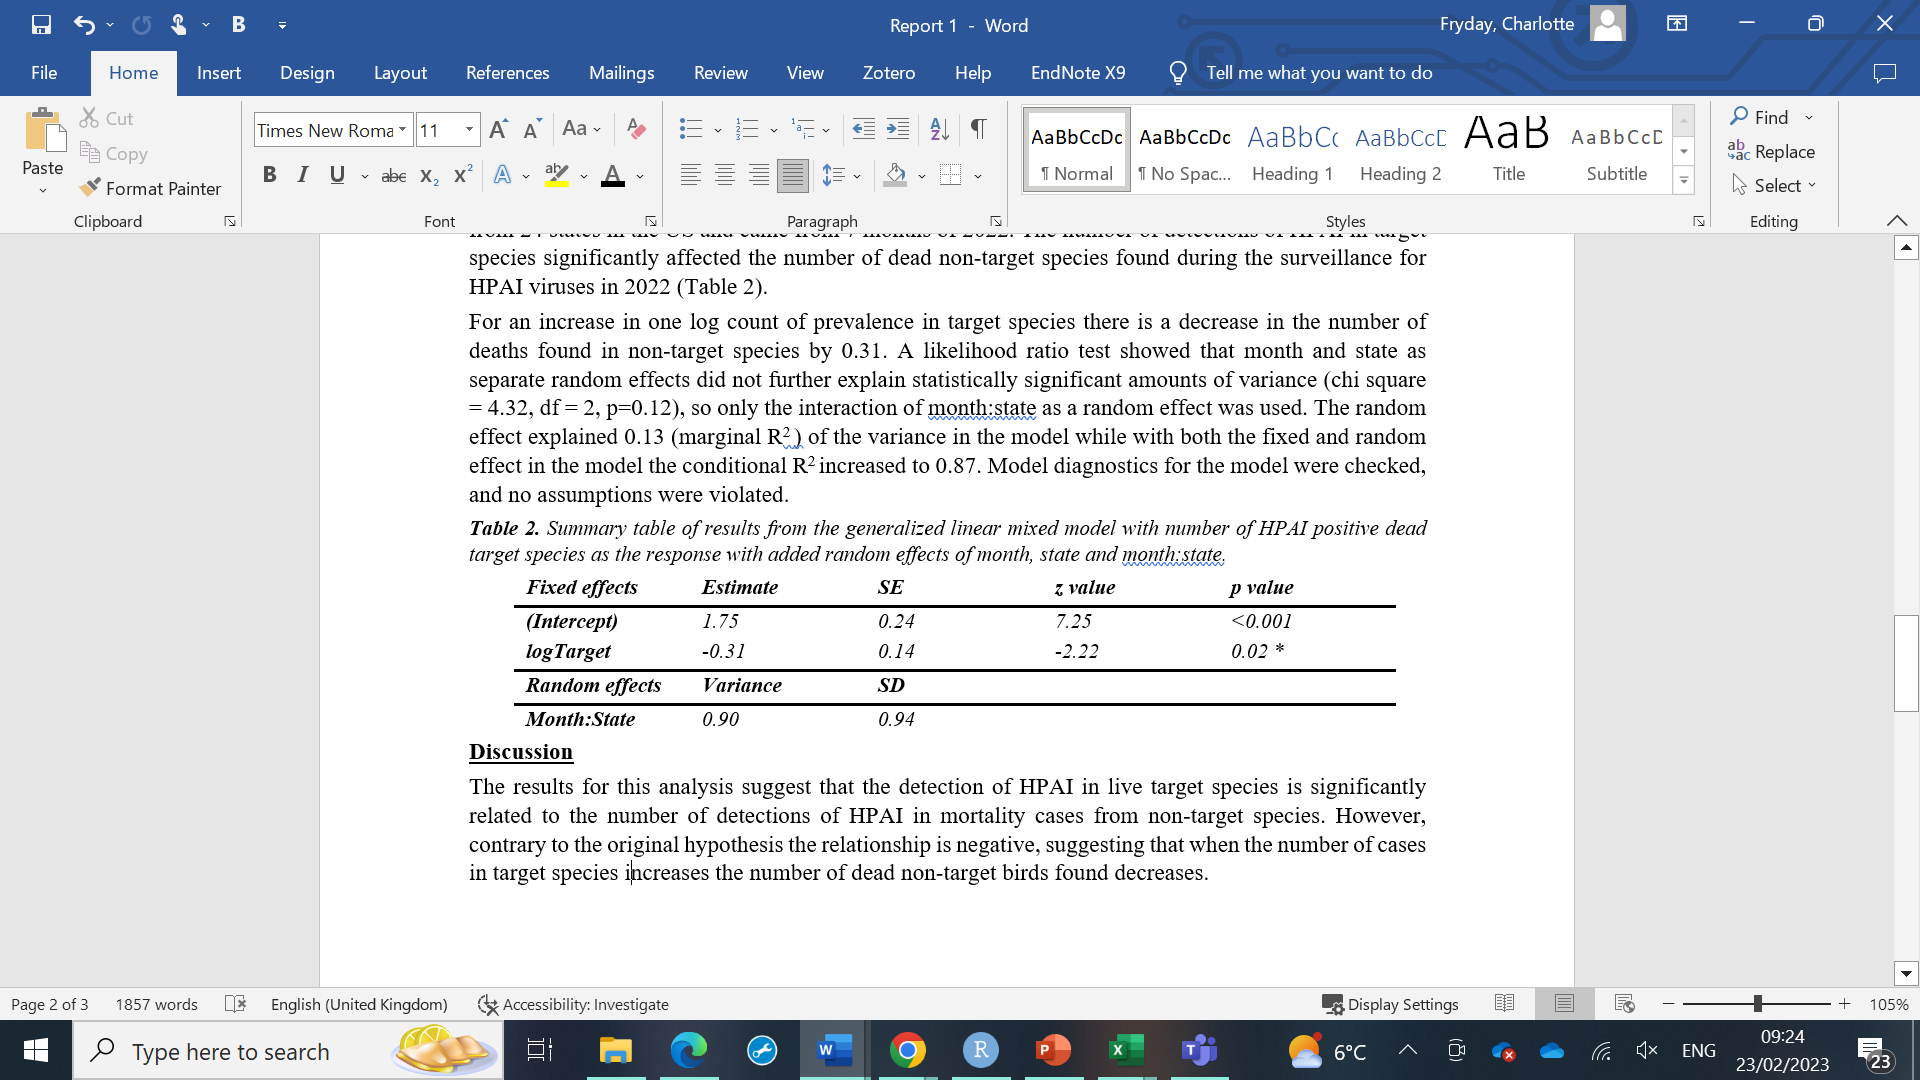 Report 1 - Word
Fryday, Charlotte
File Home Insert Design Layout References Mailings Review View Zotero Help EndNote X9 Tell me what you want to do
Paste
Cut
Copy
Format Painter
Clipboard
Times New Roma 11
Font
Paragraph
AaBbCcDc AaBbCcDc AaBbC AaBbCcD AaB AaBbCcD
¶ Normal ¶ No Spac... Heading 1 Heading 2 Title Subtitle
Styles
Find
Replace
Select
Editing
species significantly affected the number of dead non-target species found during the surveillance for
HPAI viruses in 2022 (Table 2).
For an increase in one log count of prevalence in target species there is a decrease in the number of
deaths found in non-target species by 0.31. A likelihood ratio test showed that month and state as
separate random effects did not further explain statistically significant amounts of variance (chi square
= 4.32, df = 2, p=0.12), so only the interaction of month:state as a random effect was used. The random
effect explained 0.13 (marginal R² ) of the variance in the model while with both the fixed and random
effect in the model the conditional R² increased to 0.87. Model diagnostics for the model were checked,
and no assumptions were violated.
Table 2. Summary table of results from the generalized linear mixed model with number of HPAI positive dead
target species as the response with added random effects of month, state and month:state.
Fixed effects Estimate SE z value p value
(Intercept) 1.75 0.24 7.25 <0.001
logTarget -0.31 0.14 -2.22 0.02 *
Random effects Variance SD
Month:State 0.90 0.94
Discussion
The results for this analysis suggest that the detection of HPAI in live target species is significantly
related to the number of detections of HPAI in mortality cases from non-target species. However,
contrary to the original hypothesis the relationship is negative, suggesting that when the number of cases
in target species increases the number of dead non-target birds found decreases.
Page 2 of 3 1857 words English (United Kingdom) Accessibility: Investigate Display Settings 105%
Type here to search
6°C
ENG
09:24
23/02/2023
23